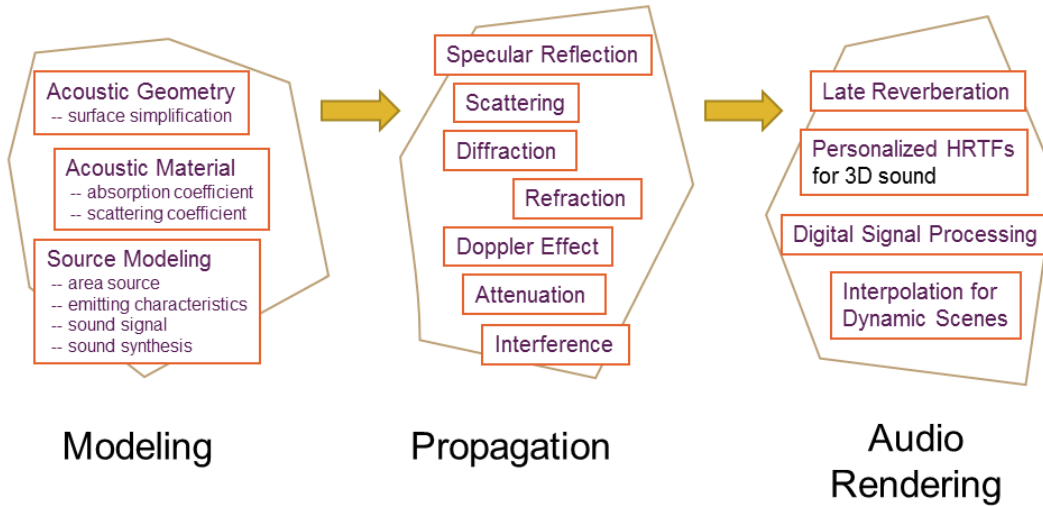 Acoustic Geometry
-- surface simplification
Acoustic Material
-- absorption coefficient
-- scattering coefficient
Source Modeling
-- area source
-- emitting characteristics
-- sound signal
-- sound synthesis
Modeling
Specular Reflection
Scattering
Diffraction
Refraction
Doppler Effect
Attenuation
Interference
Propagation
Late Reverberation
Personalized HRTFs
for 3D sound
Digital Signal Processing
Interpolation for
Dynamic Scenes
Audio
Rendering